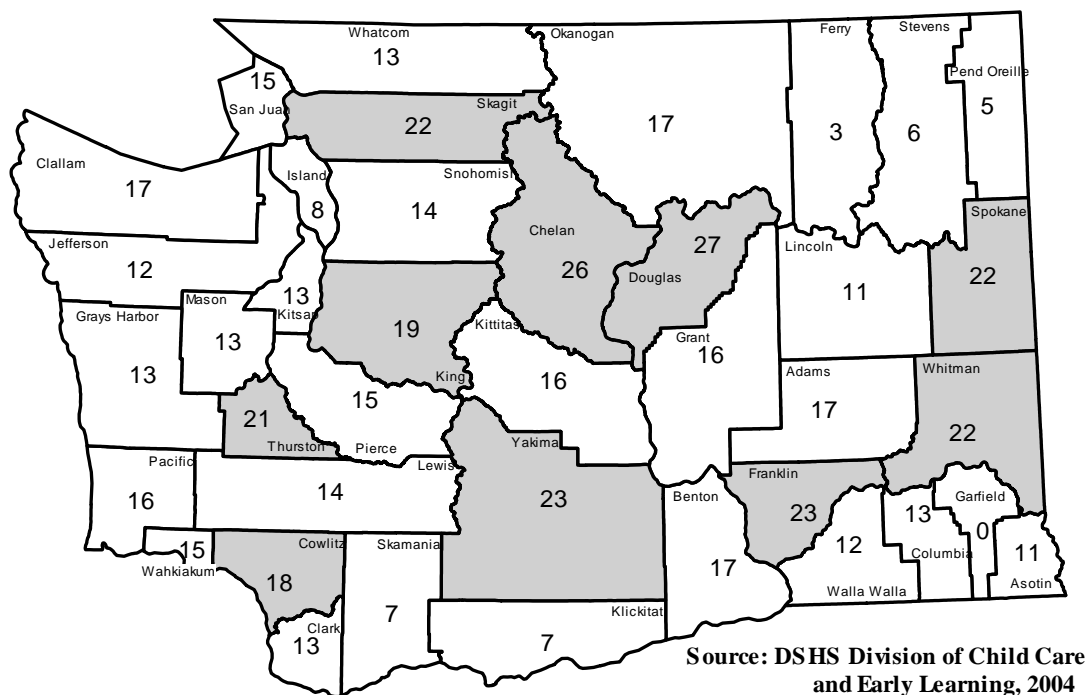 Whatcom
13
Okanogan
17
Ferry
3
Stevens
6
Pend Oreille
5
15
San Juan
Skagit
22
Clallam
17
Island
8
Snohomis
14
Chelan
26
27
Douglas
Spokane
22
Jefferson
12
Lincoln
11
Mason
13
13
Kitsap
Grays Harbor
13
19
King
Kittitas
16
Grant
16
Adams
17
Whitman
22
21
Thurston
15
Pierce
Yakima
23
Pacific
16
Lewis
14
Benton
17
Franklin
23
12
Walla Walla
13
Columbia
Garfield
0
11
Asotin
15
Wahkiakum
Cowlitz
18
Skamania
7
Clark
13
Klickitat
7
Source: DSHS Division of Child Care
and Early Learning, 2004